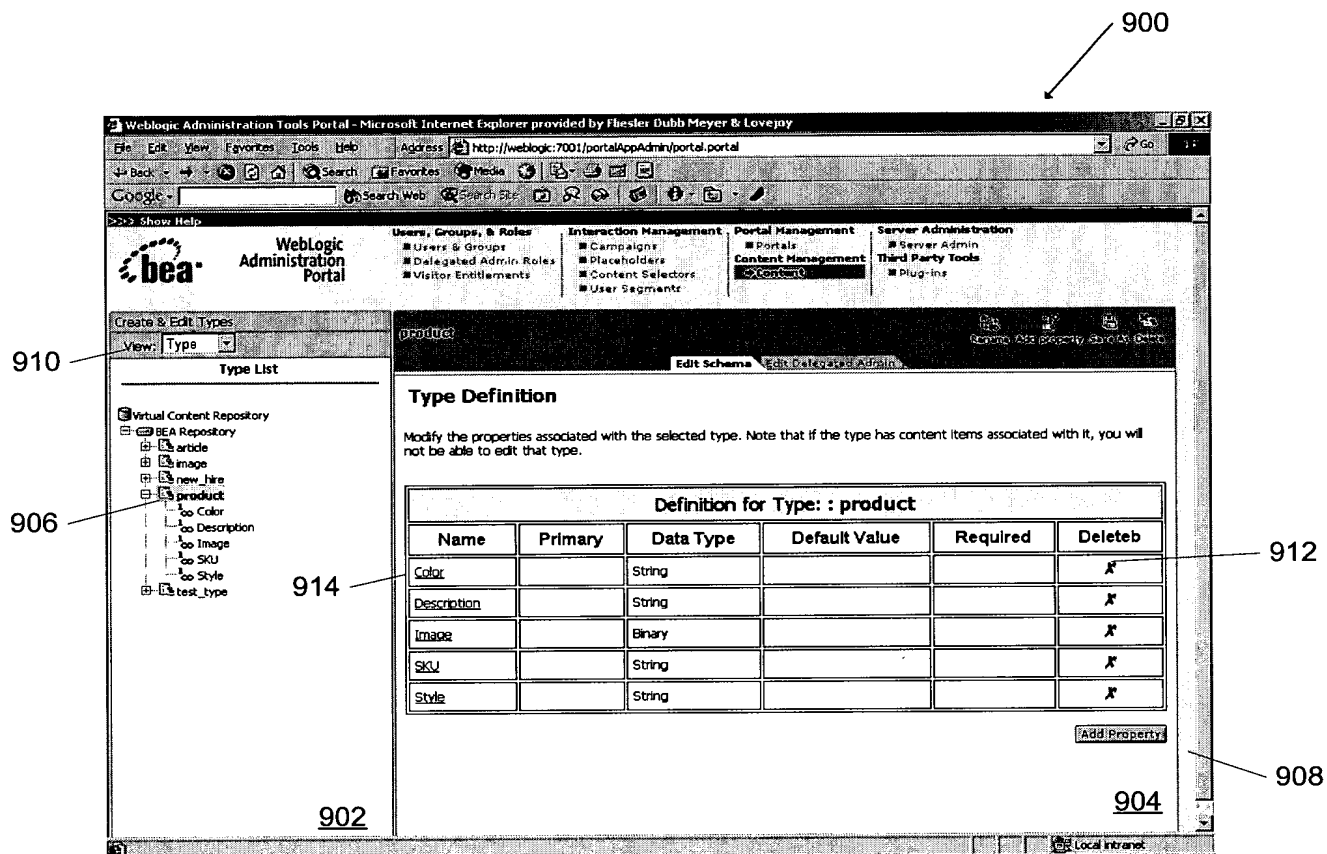 900
Weblogic Administration Tools Portal - Microsoft Internet Explorer provided by Fliesler Dubb Meyer & Lovejoy
File Edit View Favorites Tools Help Address http://weblogic:7001/portalAppAdmin/portal.portal Go
Back Search Favorites Media
Google Search Web Search Site
>>> Show Help
bea
WebLogic
Administration
Portal
Users, Groups, & Roles
Users & Groups
Delegated Admin Roles
Visitor Entitlements
Interaction Management
Campaigns
Placeholders
Content Selectors
User Segments
Portal Management
Portals
Content Management
Content
Server Administration
Server Admin
Third Party Tools
Plug-ins
Create & Edit Types
910
View: Type
Type List
Virtual Content Repository
BEA Repository
article
image
new_hire
906
product
Color
Description
Image
SKU
Style
test_type
902
product
Rename Add property Save As Delete
Edit Schema Edit Delegated Admin
Type Definition
Modify the properties associated with the selected type. Note that if the type has content items associated with it, you will
not be able to edit that type.
Definition for Type: : product
Name Primary Data Type Default Value Required Deleteb
914
912
Color String X
Description String X
Image Binary X
SKU String X
Style String X
Add Property
908
904
Local intranet